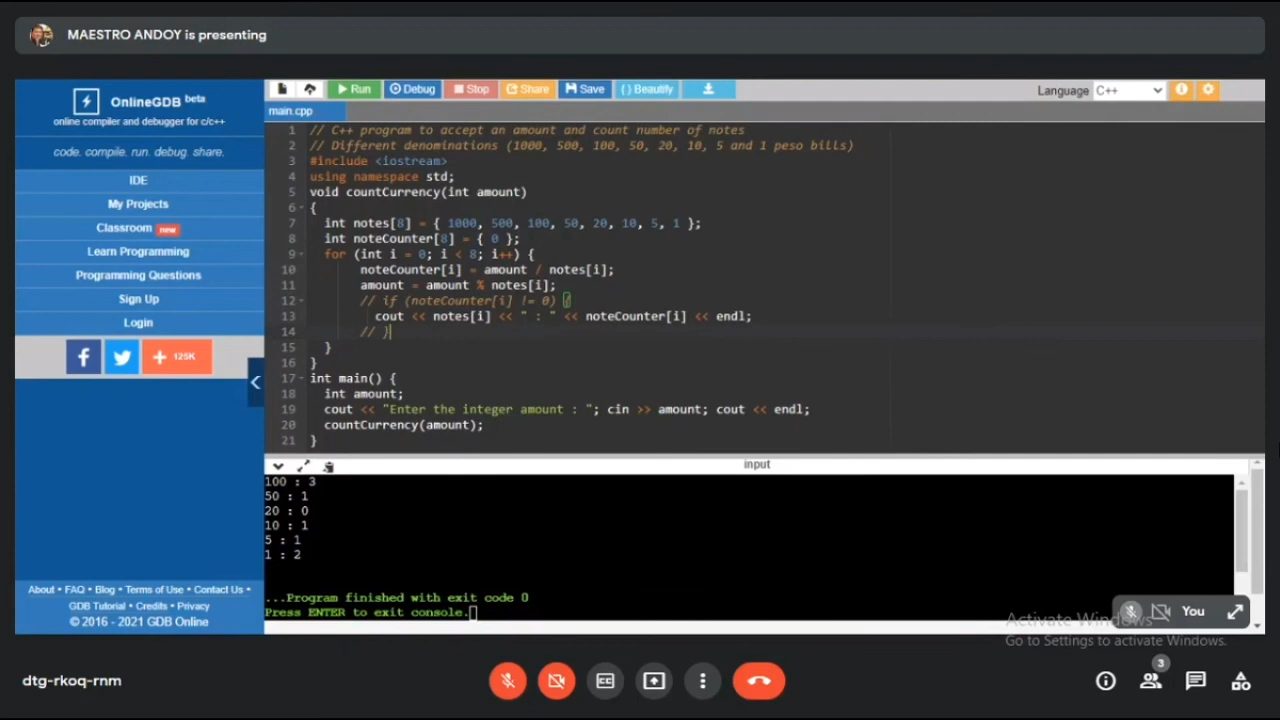 MAESTRO ANDOY is presenting
OnlineGDB beta
online compiler and debugger for c/c++
code. compile. run. debug. share.
IDE
My Projects
Classroom new
Learn Programming
Programming Questions
Sign Up
Login
125K
About • FAQ • Blog • Terms of Use • Contact Us •
GDB Tutorial • Credits • Privacy
© 2016 - 2021 GDB Online
Run Debug Stop Share Save {} Beautify
Language C++
main.cpp
1 // C++ program to accept an amount and count number of notes
2 // Different denominations (1000, 500, 100, 50, 20, 10, 5 and 1 peso bills)
3 #include <iostream>
4 using namespace std;
5 void countCurrency(int amount)
6 {
7 int notes[8] = { 1000, 500, 100, 50, 20, 10, 5, 1 };
8 int noteCounter[8] = { 0 };
9 for (int i = 0; i < 8; i++) {
10 noteCounter[i] = amount / notes[i];
11 amount = amount % notes[i];
12 // if (noteCounter[i] != 0) {
13 cout << notes[i] << " : " << noteCounter[i] << endl;
14 // }
15 }
16 }
17 int main() {
18 int amount;
19 cout << "Enter the integer amount : "; cin >> amount; cout << endl;
20 countCurrency(amount);
21 }
input
100 : 3
50 : 1
20 : 0
10 : 1
5 : 1
1 : 2
...Program finished with exit code 0
Press ENTER to exit console.
You
Activate Windows
Go to Settings to activate Windows.
dtg-rkoq-rnm
CC
3